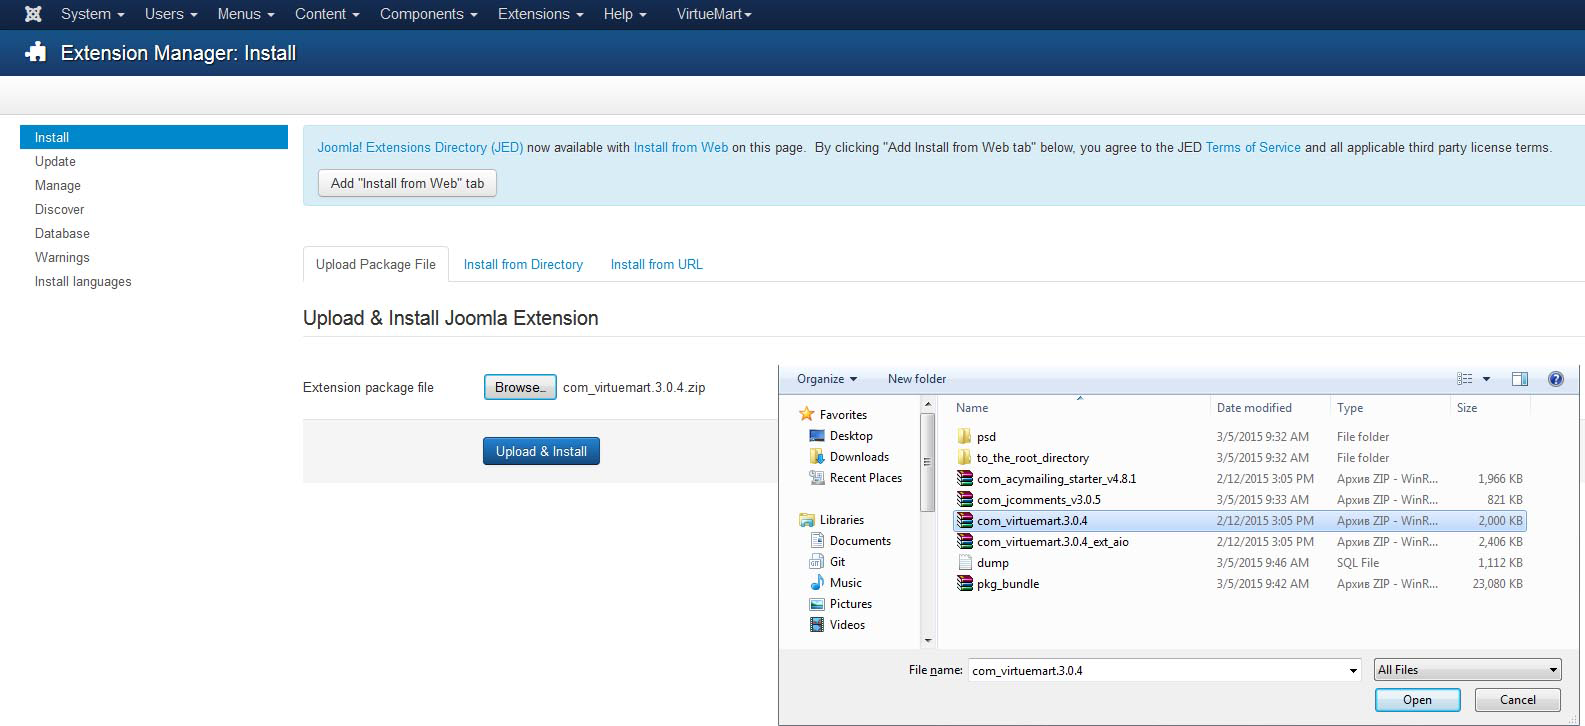 System Users Menus Content Components Extensions Help VirtueMart
Extension Manager: Install
Install
Update
Manage
Discover
Database
Warnings
Install languages
Joomla! Extensions Directory (JED) now available with Install from Web on this page. By clicking "Add Install from Web tab" below, you agree to the JED Terms of Service and all applicable third party license terms.
Add "Install from Web" tab
Upload Package File Install from Directory Install from URL
Upload & Install Joomla Extension
Extension package file Browse... com_virtuemart.3.0.4.zip
Upload & Install
Organize New folder
Favorites
Desktop
Downloads
Recent Places
Libraries
Documents
Git
Music
Pictures
Videos
Name Date modified Type Size
psd 3/5/2015 9:32 AM File folder
to_the_root_directory 3/5/2015 9:32 AM File folder
com_acymailing_starter_v4.8.1 2/12/2015 3:05 PM Архив ZIP - WinR... 1,966 KB
com_jcomments_v3.0.5 3/5/2015 9:33 AM Архив ZIP - WinR... 821 KB
com_virtuemart.3.0.4 2/12/2015 3:05 PM Архив ZIP - WinR... 2,000 KB
com_virtuemart.3.0.4_ext_aio 2/12/2015 3:05 PM Архив ZIP - WinR... 2,406 KB
dump 3/5/2015 9:46 AM SQL File 1,112 KB
pkg_bundle 3/5/2015 9:42 AM Архив ZIP - WinR... 23,080 KB
File name: com_virtuemart.3.0.4 All Files
Open Cancel